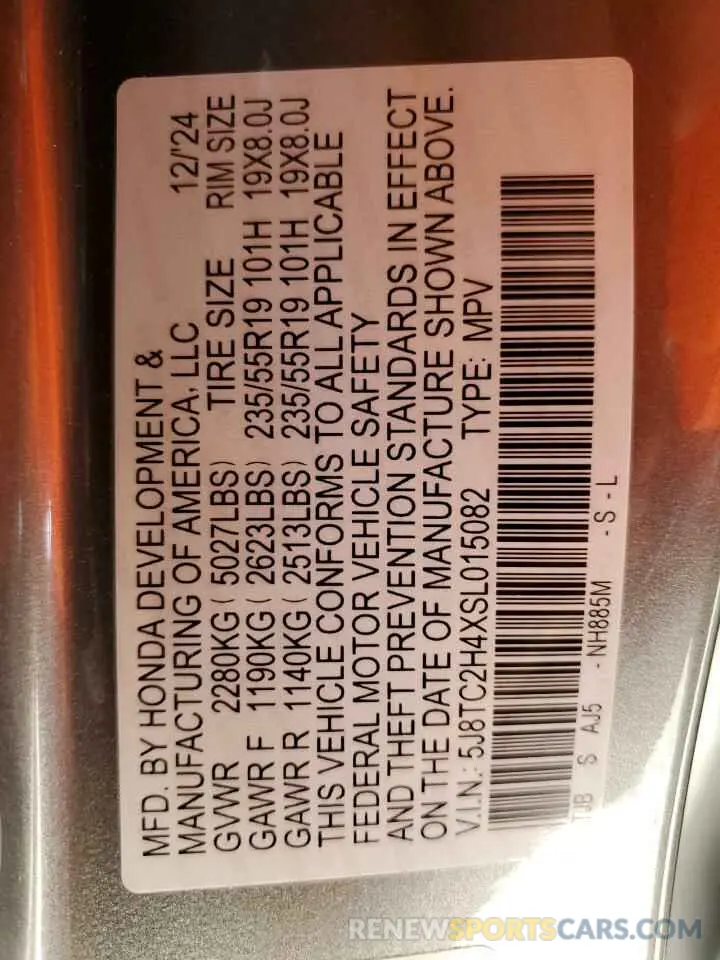 MFD. BY HONDA DEVELOPMENT &
MANUFACTURING OF AMERICA, LLC 12/'24
GVWR 2280KG ( 5027LBS) TIRE SIZE RIM SIZE
GAWR F 1190KG ( 2623LBS) 235/55R19 101H 19X8.0J
GAWR R 1140KG ( 2513LBS) 235/55R19 101H 19X8.0J
THIS VEHICLE CONFORMS TO ALL APPLICABLE
FEDERAL MOTOR VEHICLE SAFETY
AND THEFT PREVENTION STANDARDS IN EFFECT
ON THE DATE OF MANUFACTURE SHOWN ABOVE.
V.I.N.: 5J8TC2H4XSL015082 TYPE: MPV
TJB S AJ5 - NH885M - S - L
RENEWSPORTSCARS.COM